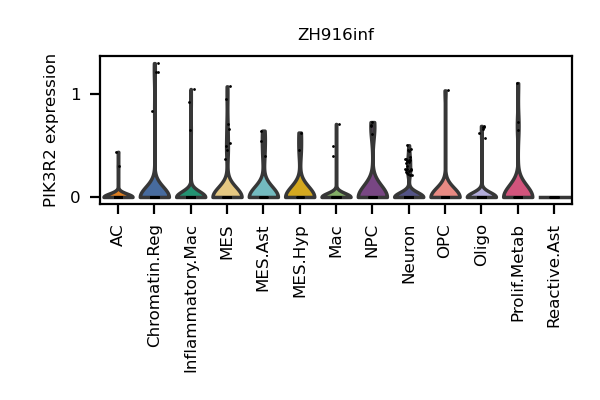 ZH916inf
PIK3R2 expression
1
0
AC
Chromatin.Reg
Inflammatory.Mac
MES
MES.Ast
MES.Hyp
Mac
NPC
Neuron
OPC
Oligo
Prolif.Metab
Reactive.Ast